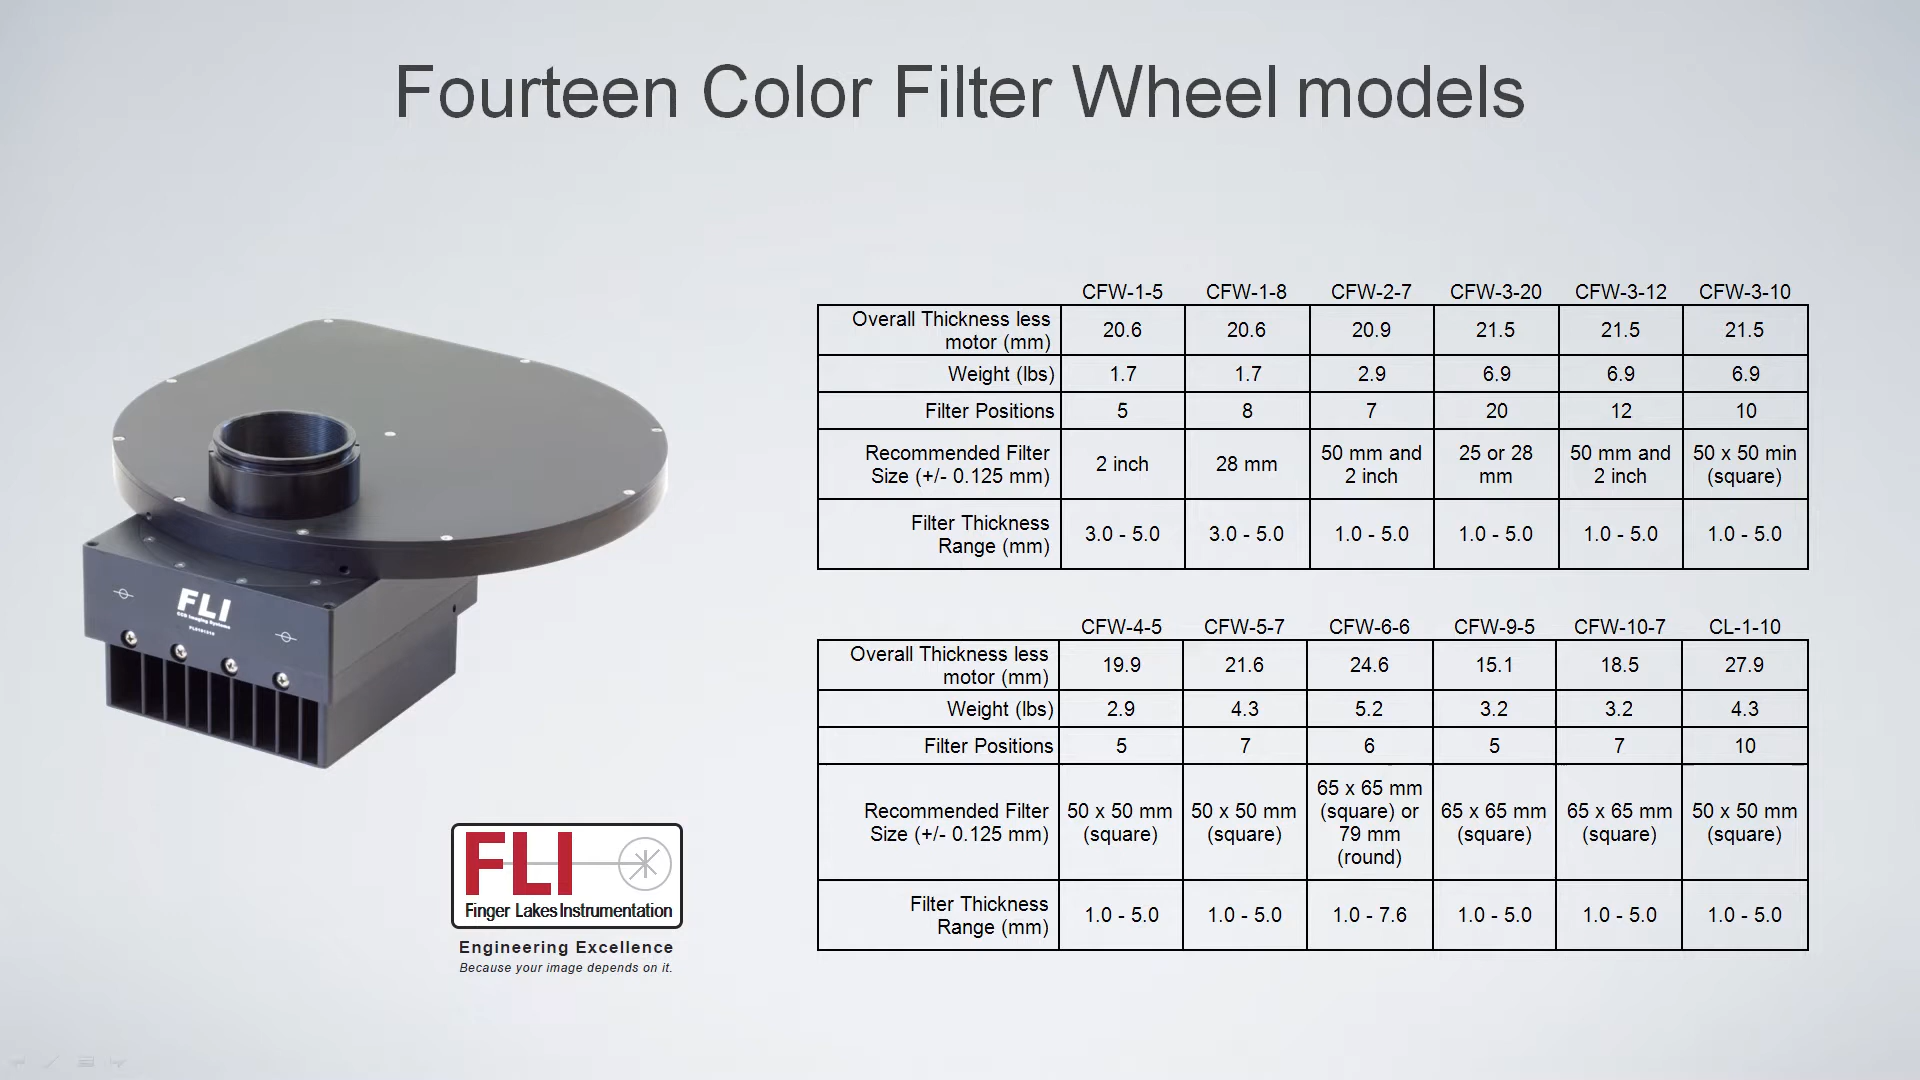 Fourteen Color Filter Wheel models
CFW-1-5 CFW-1-8 CFW-2-7 CFW-3-20 CFW-3-12 CFW-3-10
Overall Thickness less motor (mm) 20.6 20.6 20.9 21.5 21.5 21.5
Weight (lbs) 1.7 1.7 2.9 6.9 6.9 6.9
Filter Positions 5 8 7 20 12 10
Recommended Filter Size (+/- 0.125 mm) 2 inch 28 mm 50 mm and 2 inch 25 or 28 mm 50 mm and 2 inch 50 x 50 min (square)
Filter Thickness Range (mm) 3.0 - 5.0 3.0 - 5.0 1.0 - 5.0 1.0 - 5.0 1.0 - 5.0 1.0 - 5.0
CFW-4-5 CFW-5-7 CFW-6-6 CFW-9-5 CFW-10-7 CL-1-10
Overall Thickness less motor (mm) 19.9 21.6 24.6 15.1 18.5 27.9
Weight (lbs) 2.9 4.3 5.2 3.2 3.2 4.3
Filter Positions 5 7 6 5 7 10
Recommended Filter Size (+/- 0.125 mm) 50 x 50 mm (square) 50 x 50 mm (square) 65 x 65 mm (square) or 79 mm (round) 65 x 65 mm (square) 65 x 65 mm (square) 50 x 50 mm (square)
Filter Thickness Range (mm) 1.0 - 5.0 1.0 - 5.0 1.0 - 7.6 1.0 - 5.0 1.0 - 5.0 1.0 - 5.0
FLI
CCD Imaging Systems
FLI
Finger Lakes Instrumentation
Engineering Excellence
Because your image depends on it.